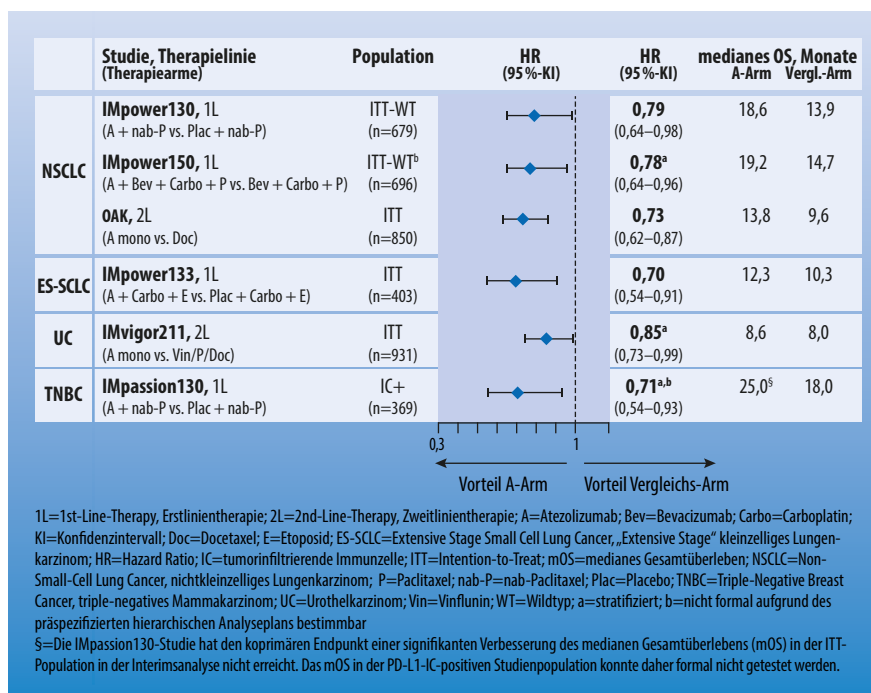 Studie, Therapielinie Population HR HR medianes OS, Monate
(Therapiearme) (95 %-KI) (95 %-KI) A-Arm Vergl.-Arm
NSCLC
IMpower130, 1L ITT-WT 0,79 18,6 13,9
(A + nab-P vs. Plac + nab-P) (n=679) (0,64–0,98)
IMpower150, 1L ITT-WTᵇ 0,78ᵃ 19,2 14,7
(A + Bev + Carbo + P vs. Bev + Carbo + P) (n=696) (0,64–0,96)
OAK, 2L ITT 0,73 13,8 9,6
(A mono vs. Doc) (n=850) (0,62–0,87)
ES-SCLC
IMpower133, 1L ITT 0,70 12,3 10,3
(A + Carbo + E vs. Plac + Carbo + E) (n=403) (0,54–0,91)
UC
IMvigor211, 2L ITT 0,85ᵃ 8,6 8,0
(A mono vs. Vin/P/Doc) (n=931) (0,73–0,99)
TNBC
IMpassion130, 1L IC+ 0,71ᵃ,ᵇ 25,0§ 18,0
(A + nab-P vs. Plac + nab-P) (n=369) (0,54–0,93)
0,3 1
Vorteil A-Arm Vorteil Vergleichs-Arm
1L=1st-Line-Therapy, Erstlinientherapie; 2L=2nd-Line-Therapy, Zweitlinientherapie; A=Atezolizumab; Bev=Bevacizumab; Carbo=Carboplatin;
KI=Konfidenzintervall; Doc=Docetaxel; E=Etoposid; ES-SCLC=Extensive Stage Small Cell Lung Cancer, „Extensive Stage“ kleinzelliges Lungen-
karzinom; HR=Hazard Ratio; IC=tumorinfiltrierende Immunzelle; ITT=Intention-to-Treat; mOS=medianes Gesamtüberleben; NSCLC=Non-
Small-Cell Lung Cancer, nichtkleinzelliges Lungenkarzinom; P=Paclitaxel; nab-P=nab-Paclitaxel; Plac=Placebo; TNBC=Triple-Negative Breast
Cancer, triple-negatives Mammakarzinom; UC=Urothelkarzinom; Vin=Vinflunin; WT=Wildtyp; a=stratifiziert; b=nicht formal aufgrund des
präspezifizierten hierarchischen Analyseplans bestimmbar
§=Die IMpassion130-Studie hat den koprimären Endpunkt einer signifikanten Verbesserung des medianen Gesamtüberlebens (mOS) in der ITT-
Population in der Interimsanalyse nicht erreicht. Das mOS in der PD-L1-IC-positiven Studienpopulation konnte daher formal nicht getestet werden.